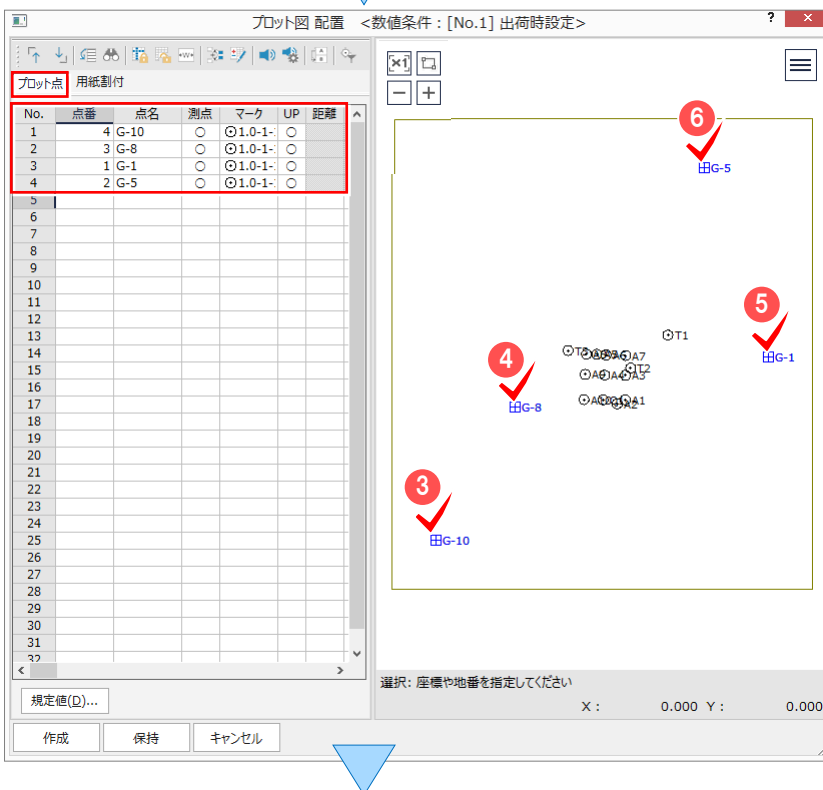 プロット図 配置 <数値条件 : [No.1] 出荷時設定>
? ×
プロット点 用紙割付
No. 点番 点名 測点 マーク UP 距離
1 4 G-10 ○ ⊙1.0-1- ○
2 3 G-8 ○ ⊙1.0-1- ○
3 1 G-1 ○ ⊙1.0-1- ○
4 2 G-5 ○ ⊙1.0-1- ○
5
6
7
8
9
10
11
12
13
14
15
16
17
18
19
20
21
22
23
24
25
26
27
28
29
30
31
32
規定値(D)...
作成 保持 キャンセル
×1
6
G-5
5
T1
G-1
4
A7
T2
A3
A1
A2
G-8
3
G-10
選択: 座標や地番を指定してください
X : 0.000 Y : 0.000